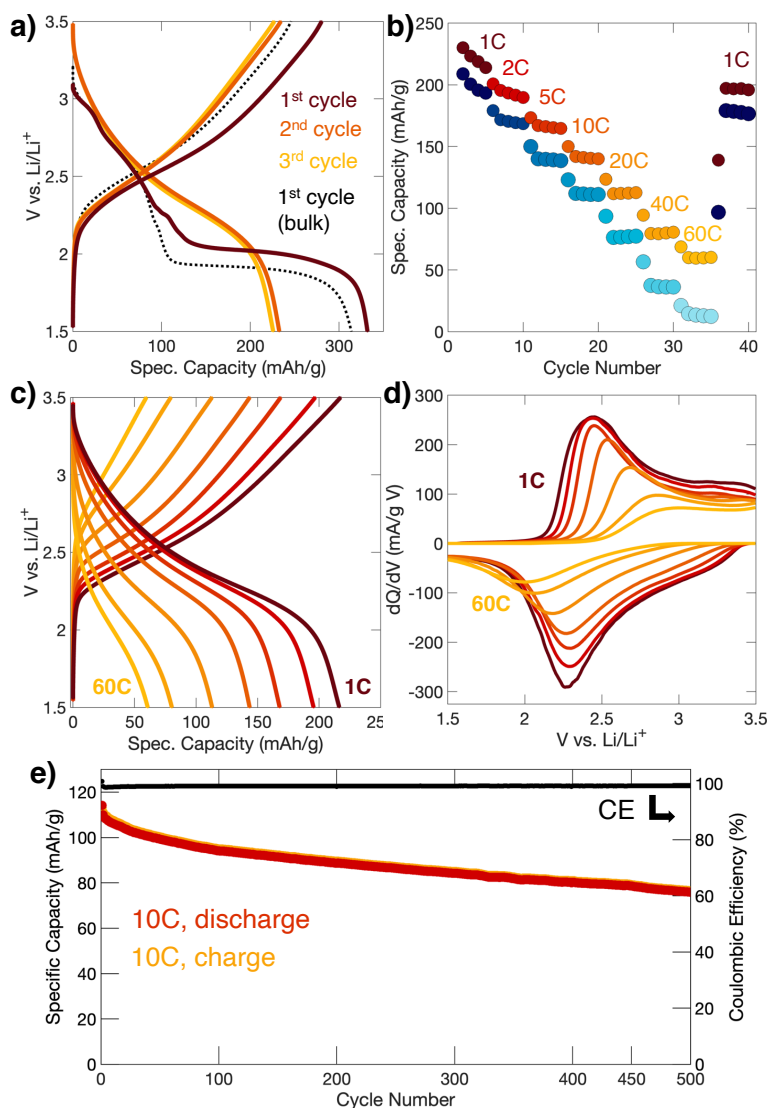 a)
3.5
3.0
2.5
2.0
1.5
V vs. Li/Li⁺
1ˢᵗ cycle
2ⁿᵈ cycle
3ʳᵈ cycle
1ˢᵗ cycle
(bulk)
0
100
200
300
Spec. Capacity (mAh/g)
b)
250
200
150
100
50
0
Spec. Capacity (mAh/g)
1C
2C
5C
10C
20C
40C
60C
1C
0
10
20
30
40
Cycle Number
c)
3.5
3
2.5
2
1.5
V vs. Li/Li⁺
60C
1C
0
50
100
150
200
25
Spec. Capacity (mAh/g)
d)
300
200
100
0
-100
-200
-300
dQ/dV (mA/g V)
1C
60C
1.5
2
2.5
3
3.5
V vs. Li/Li⁺
e)
120
100
80
60
40
20
0
Specific Capacity (mAh/g)
CE
10C, discharge
10C, charge
100
80
60
40
20
0
Coulombic Efficiency (%)
0
100
200
300
400
450
500
Cycle Number